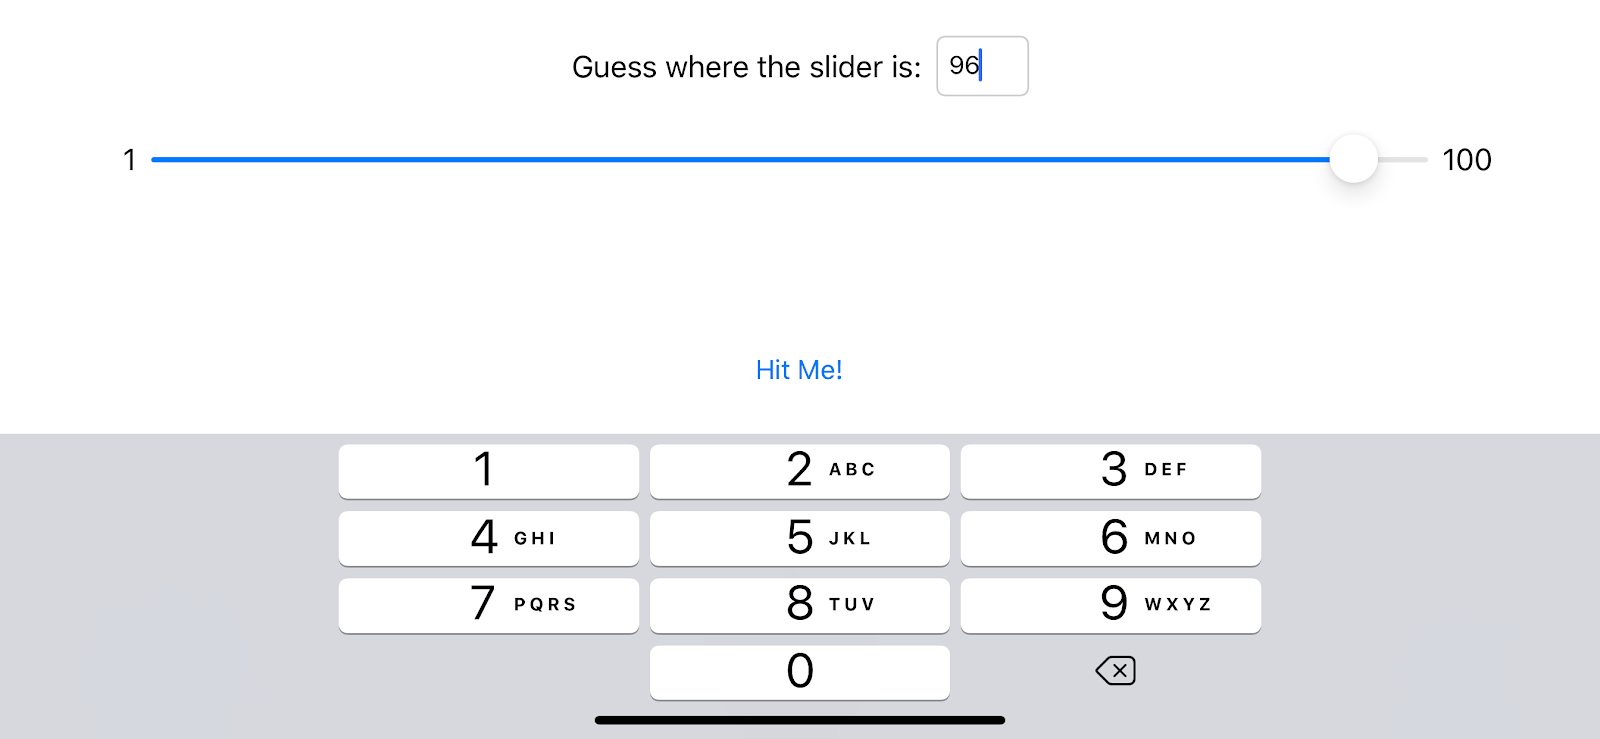 Guess where the slider is: 96
1 100
Hit Me!
1 2 ABC 3 DEF
4 GHI 5 JKL 6 MNO
7 PQRS 8 TUV 9 WXYZ
0